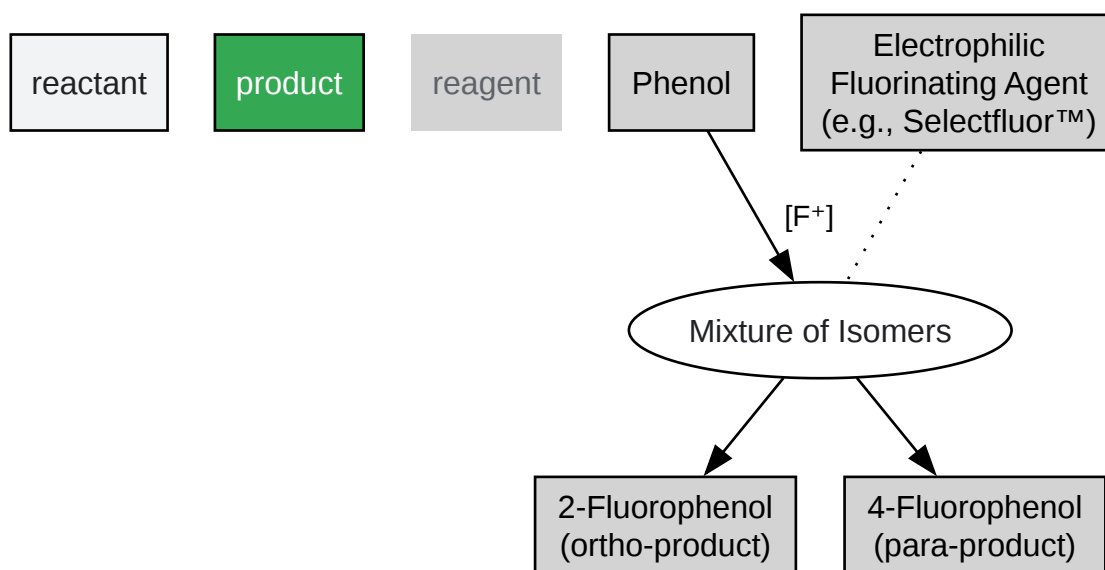 reactant
product
reagent
Phenol
Electrophilic
Fluorinating Agent
(e.g., Selectfluor™)
[F⁺]
Mixture of Isomers
2-Fluorophenol
(ortho-product)
4-Fluorophenol
(para-product)